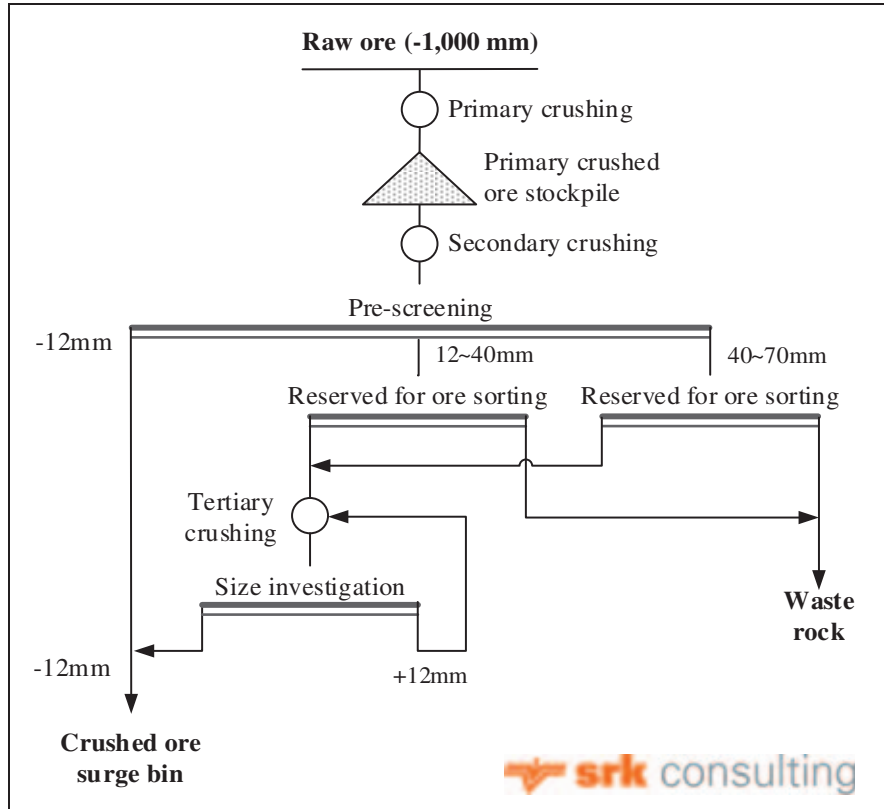 Raw ore (-1,000 mm)
Primary crushing
Primary crushed
ore stockpile
Secondary crushing
Pre-screening
-12mm
12~40mm
40~70mm
Reserved for ore sorting
Reserved for ore sorting
Tertiary
crushing
Size investigation
Waste
rock
-12mm
+12mm
Crushed ore
surge bin
srk consulting